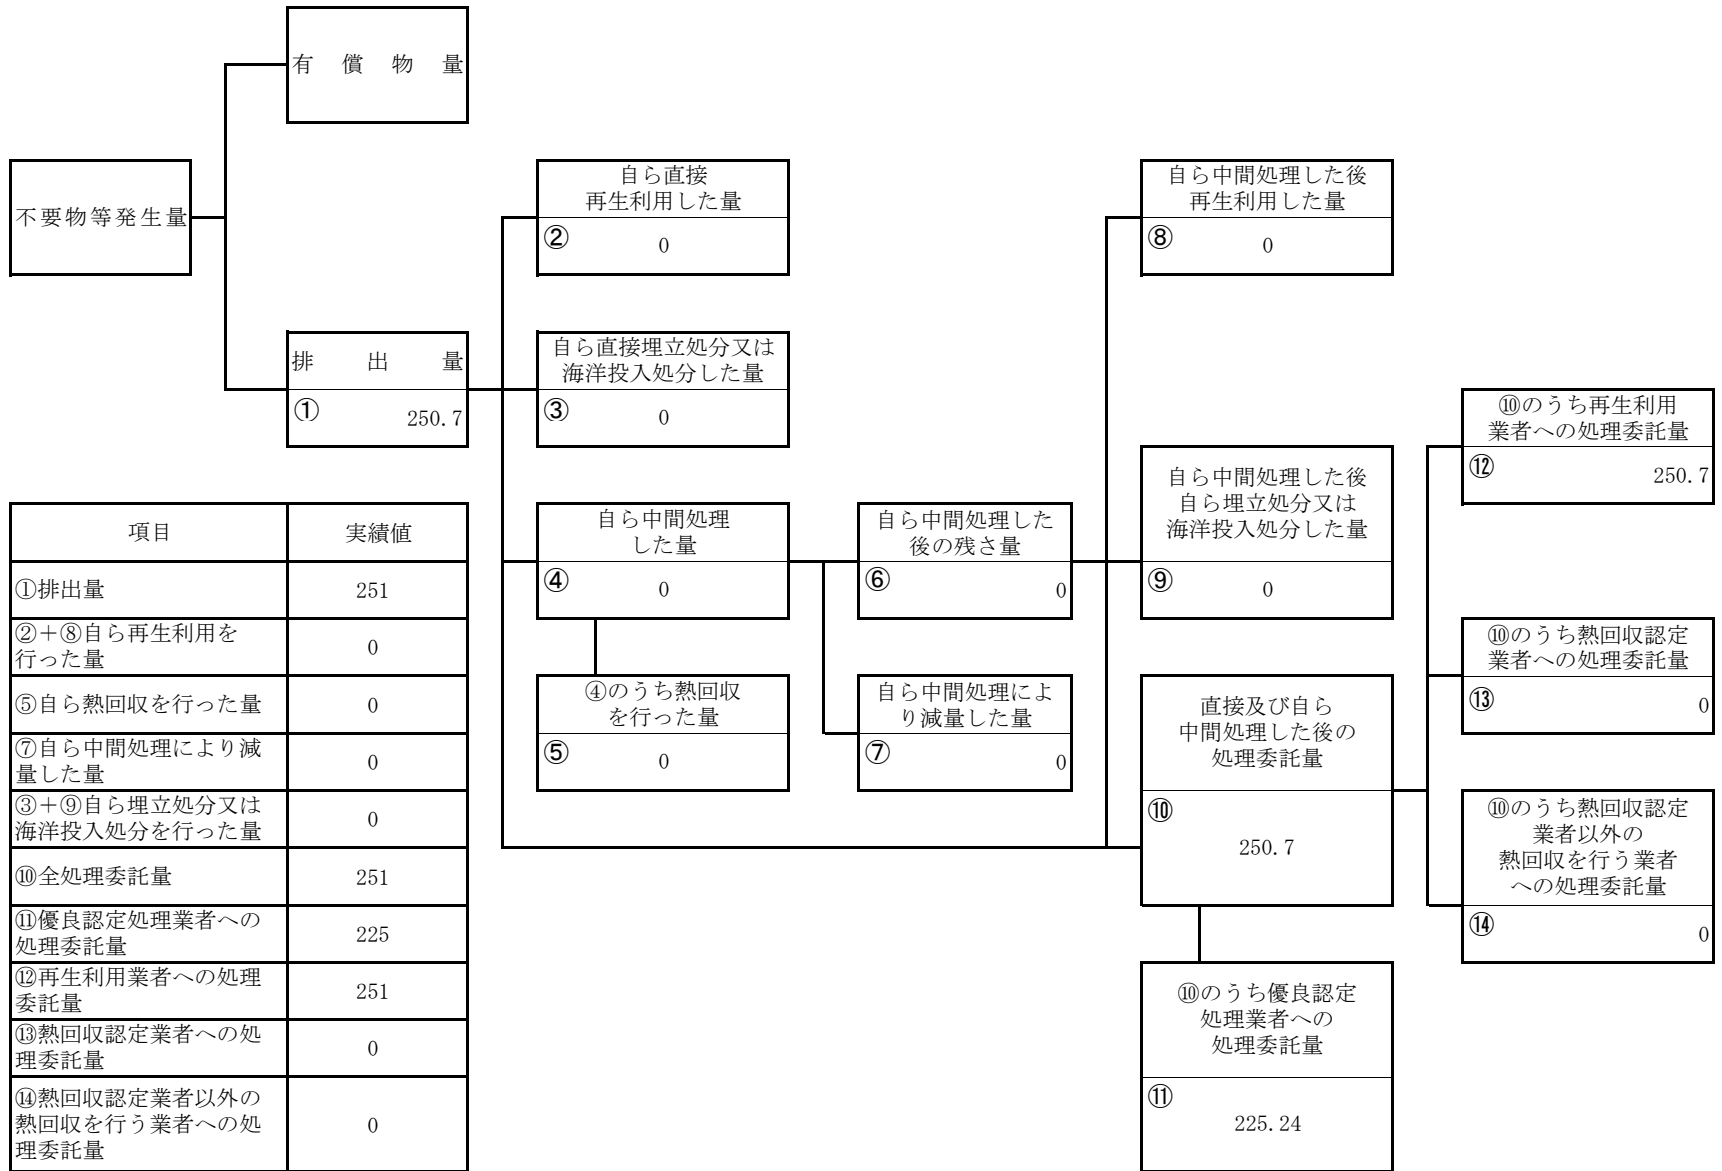 有償物量
不要物等発生量
排出量
① 250.7
自ら直接
再生利用した量
② 0
自ら直接埋立処分又は
海洋投入処分した量
③ 0
自ら中間処理
した量
④ 0
④のうち熱回収
を行った量
⑤ 0
自ら中間処理した
後の残さ量
⑥ 0
自ら中間処理によ
り減量した量
⑦ 0
自ら中間処理した後
再生利用した量
⑧ 0
自ら中間処理した後
自ら埋立処分又は
海洋投入処分した量
⑨ 0
直接及び自ら
中間処理した後の
処理委託量
⑩
250.7
⑩のうち優良認定
処理業者への
処理委託量
⑪
225.24
⑩のうち再生利用
業者への処理委託量
⑫ 250.7
⑩のうち熱回収認定
業者への処理委託量
⑬ 0
⑩のうち熱回収認定
業者以外の
熱回収を行う業者
への処理委託量
⑭ 0
項目 実績値
①排出量 251
②+⑧自ら再生利用を
行った量 0
⑤自ら熱回収を行った量 0
⑦自ら中間処理により減
量した量 0
③+⑨自ら埋立処分又は
海洋投入処分を行った量 0
⑩全処理委託量 251
⑪優良認定処理業者への
処理委託量 225
⑫再生利用業者への処理
委託量 251
⑬熱回収認定業者への処
理委託量 0
⑭熱回収認定業者以外の
熱回収を行う業者への処
理委託量 0